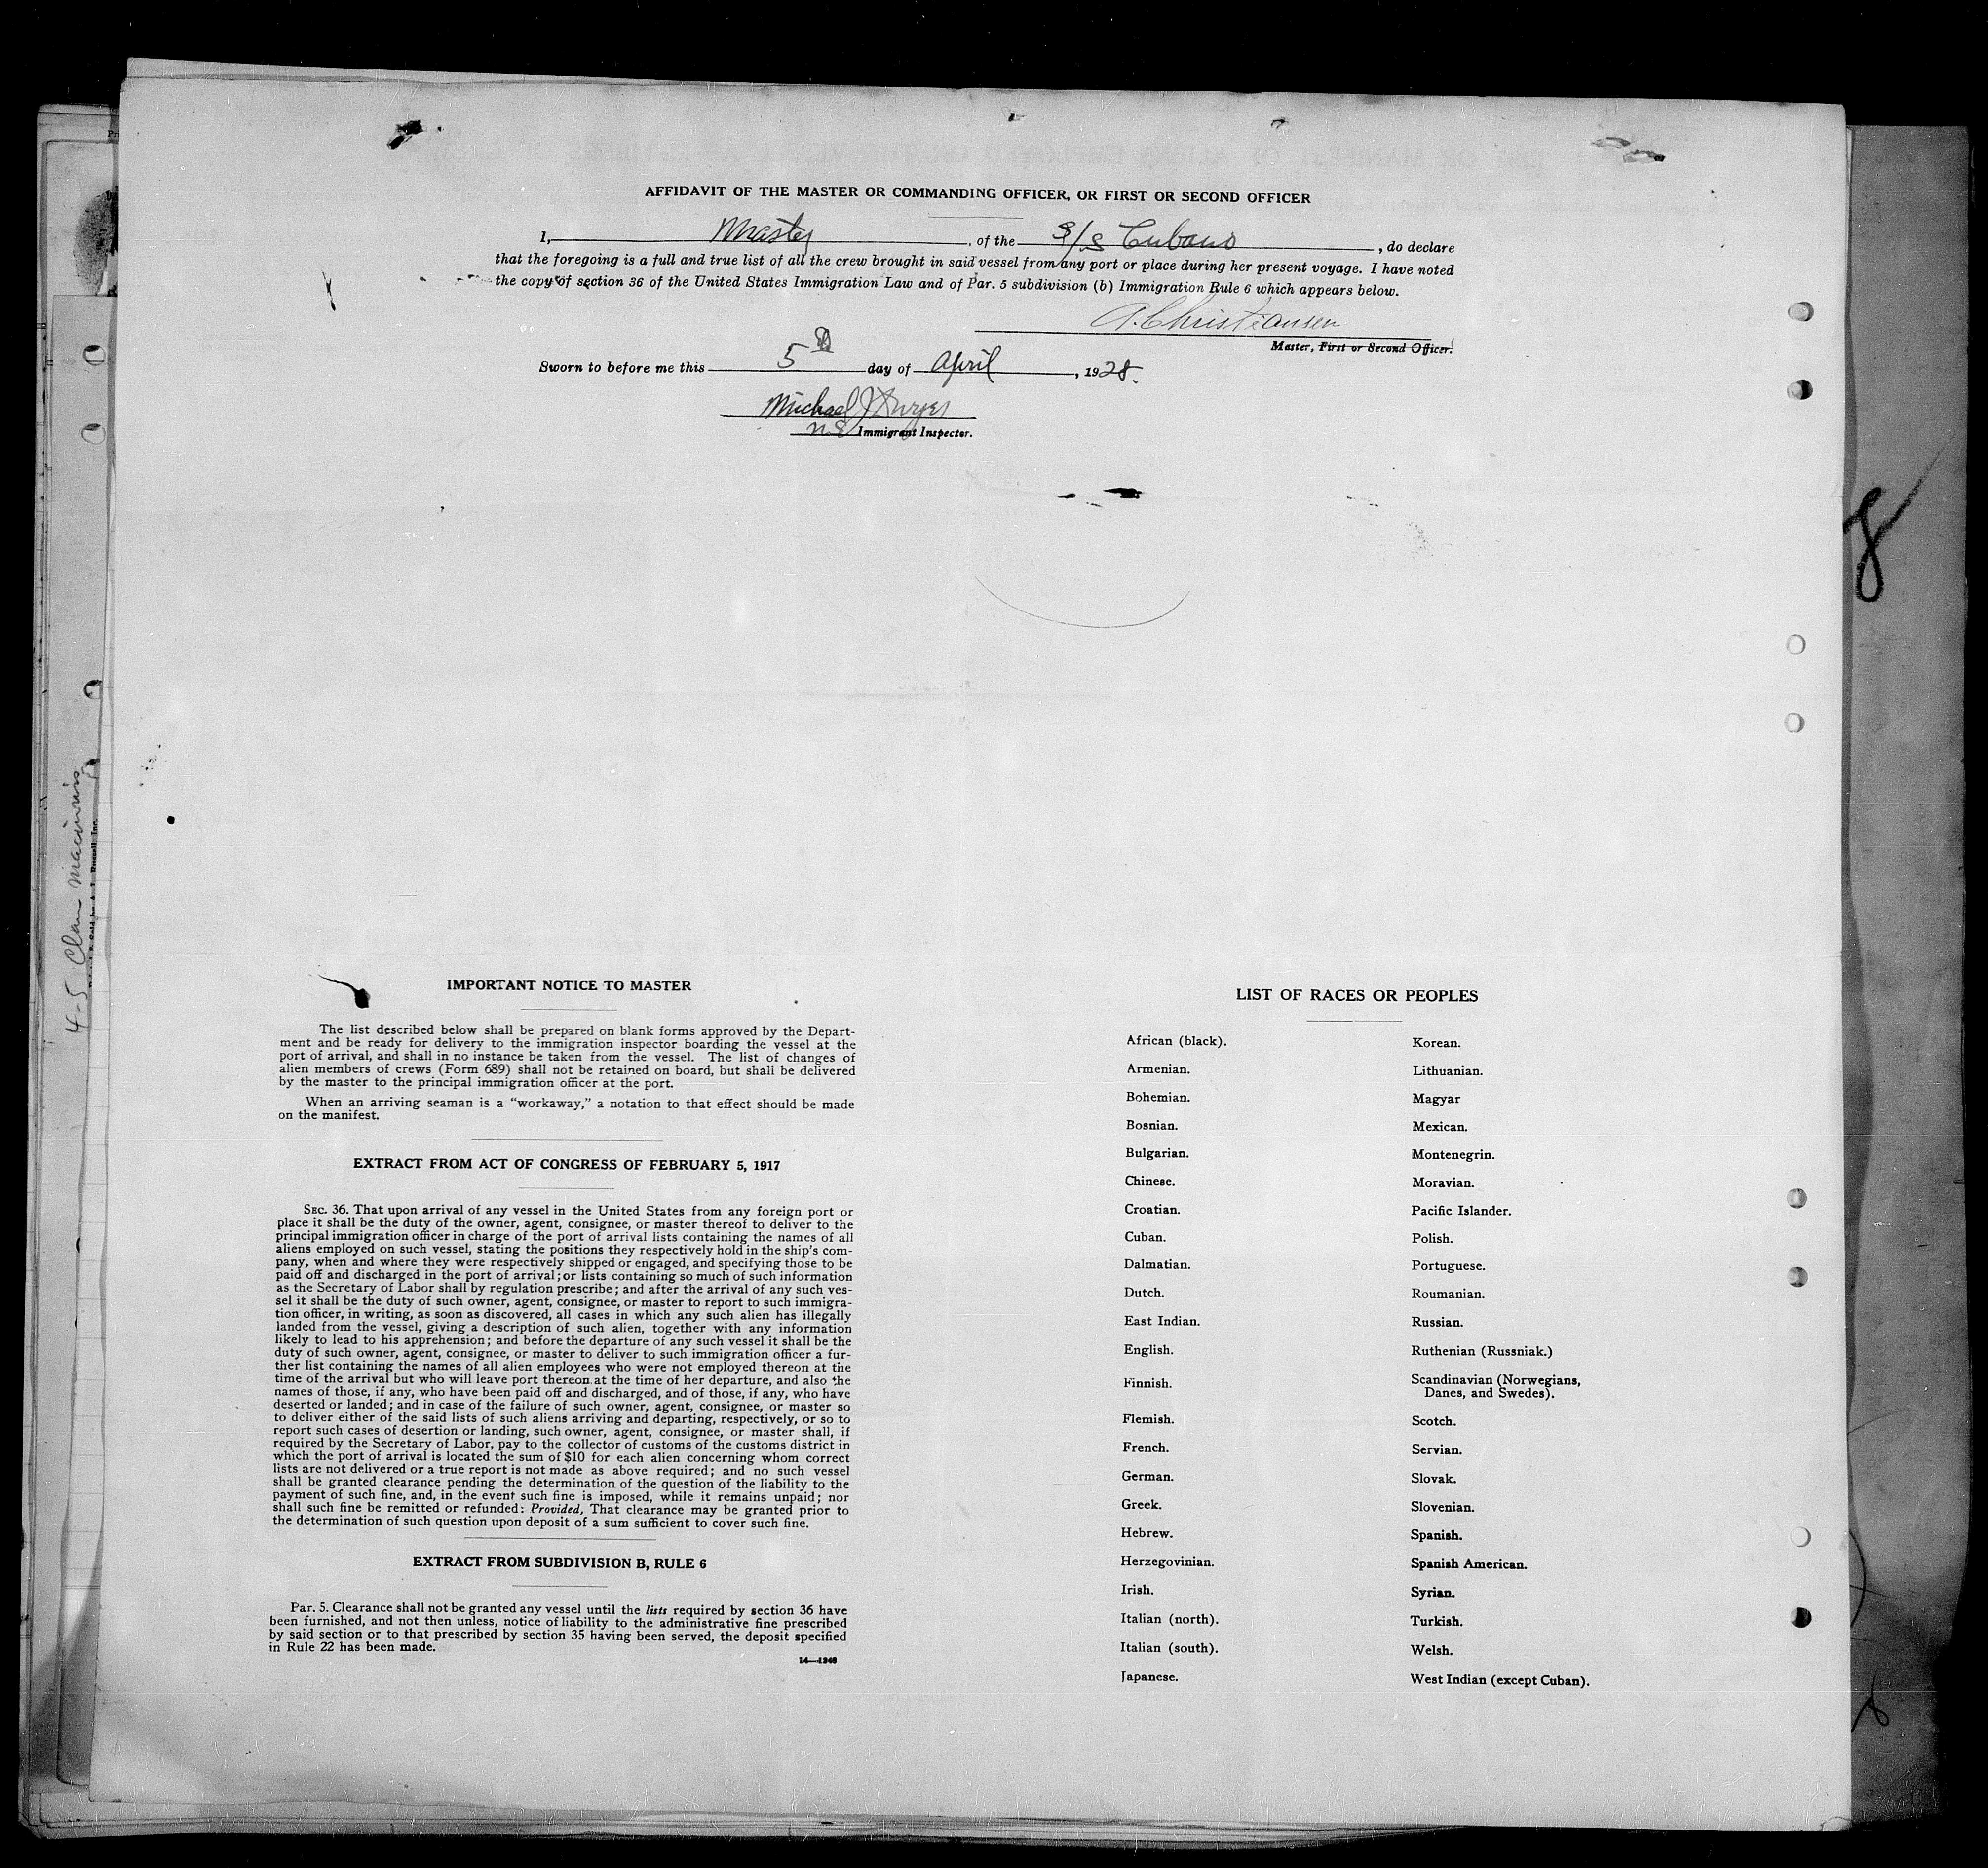 AFFIDAVIT OF THE MASTER OR COMMANDING OFFICER, OR FIRST OR SECOND OFFICER
I, Master, of the S/S Cubano, do declare
that the foregoing is a full and true list of all the crew brought in said vessel from any port or place during her present voyage. I have noted
the copy of section 36 of the United States Immigration Law and of Par. 5 subdivision (b) Immigration Rule 6 which appears below.
A. Christiansen
Master, First or Second Officer.
Sworn to before me this 5th day of April, 1928.
Michael J Dwyer
Immigrant Inspector.
8
4-5 Clan
IMPORTANT NOTICE TO MASTER
The list described below shall be prepared on blank forms approved by the Depart-
ment and be ready for delivery to the immigration inspector boarding the vessel at the
port of arrival, and shall in no instance be taken from the vessel. The list of changes of
alien members of crews (Form 689) shall not be retained on board, but shall be delivered
by the master to the principal immigration officer at the port.
When an arriving seaman is a “workaway,” a notation to that effect should be made
on the manifest.
EXTRACT FROM ACT OF CONGRESS OF FEBRUARY 5, 1917
SEC. 36. That upon arrival of any vessel in the United States from any foreign port or
place it shall be the duty of the owner, agent, consignee, or master thereof to deliver to the
principal immigration officer in charge of the port of arrival lists containing the names of all
aliens employed on such vessel, stating the positions they respectively hold in the ship's com-
pany, when and where they were respectively shipped or engaged, and specifying those to be
paid off and discharged in the port of arrival; or lists containing so much of such information
as the Secretary of Labor shall by regulation prescribe; and after the arrival of any such ves-
sel it shall be the duty of such owner, agent, consignee, or master to report to such immigra-
tion officer, in writing, as soon as discovered, all cases in which any such alien has illegally
landed from the vessel, giving a description of such alien, together with any information
likely to lead to his apprehension; and before the departure of any such vessel it shall be the
duty of such owner, agent, consignee, or master to deliver to such immigration officer a fur-
ther list containing the names of all alien employees who were not employed thereon at the
time of the arrival but who will leave port thereon at the time of her departure, and also the
names of those, if any, who have been paid off and discharged, and of those, if any, who have
deserted or landed; and in case of the failure of such owner, agent, consignee, or master so
to deliver either of the said lists of such aliens arriving and departing, respectively, or so to
report such cases of desertion or landing, such owner, agent, consignee, or master shall, if
required by the Secretary of Labor, pay to the collector of customs of the customs district in
which the port of arrival is located the sum of $10 for each alien concerning whom correct
lists are not delivered or a true report is not made as above required; and no such vessel
shall be granted clearance pending the determination of the question of the liability to the
payment of such fine, and, in the event such fine is imposed, while it remains unpaid; nor
shall such fine be remitted or refunded: Provided, That clearance may be granted prior to
the determination of such question upon deposit of a sum sufficient to cover such fine.
EXTRACT FROM SUBDIVISION B, RULE 6
Par. 5. Clearance shall not be granted any vessel until the lists required by section 36 have
been furnished, and not then unless, notice of liability to the administrative fine prescribed
by said section or to that prescribed by section 35 having been served, the deposit specified
in Rule 22 has been made.
14—1240
LIST OF RACES OR PEOPLES
African (black).
Armenian.
Bohemian.
Bosnian.
Bulgarian.
Chinese.
Croatian.
Cuban.
Dalmatian.
Dutch.
East Indian.
English.
Finnish.
Flemish.
French.
German.
Greek.
Hebrew.
Herzegovinian.
Irish.
Italian (north).
Italian (south).
Japanese.
Korean.
Lithuanian.
Magyar
Mexican.
Montenegrin.
Moravian.
Pacific Islander.
Polish.
Portuguese.
Roumanian.
Russian.
Ruthenian (Russniak.)
Scandinavian (Norwegians,
Danes, and Swedes).
Scotch.
Servian.
Slovak.
Slovenian.
Spanish.
Spanish American.
Syrian.
Turkish.
Welsh.
West Indian (except Cuban).